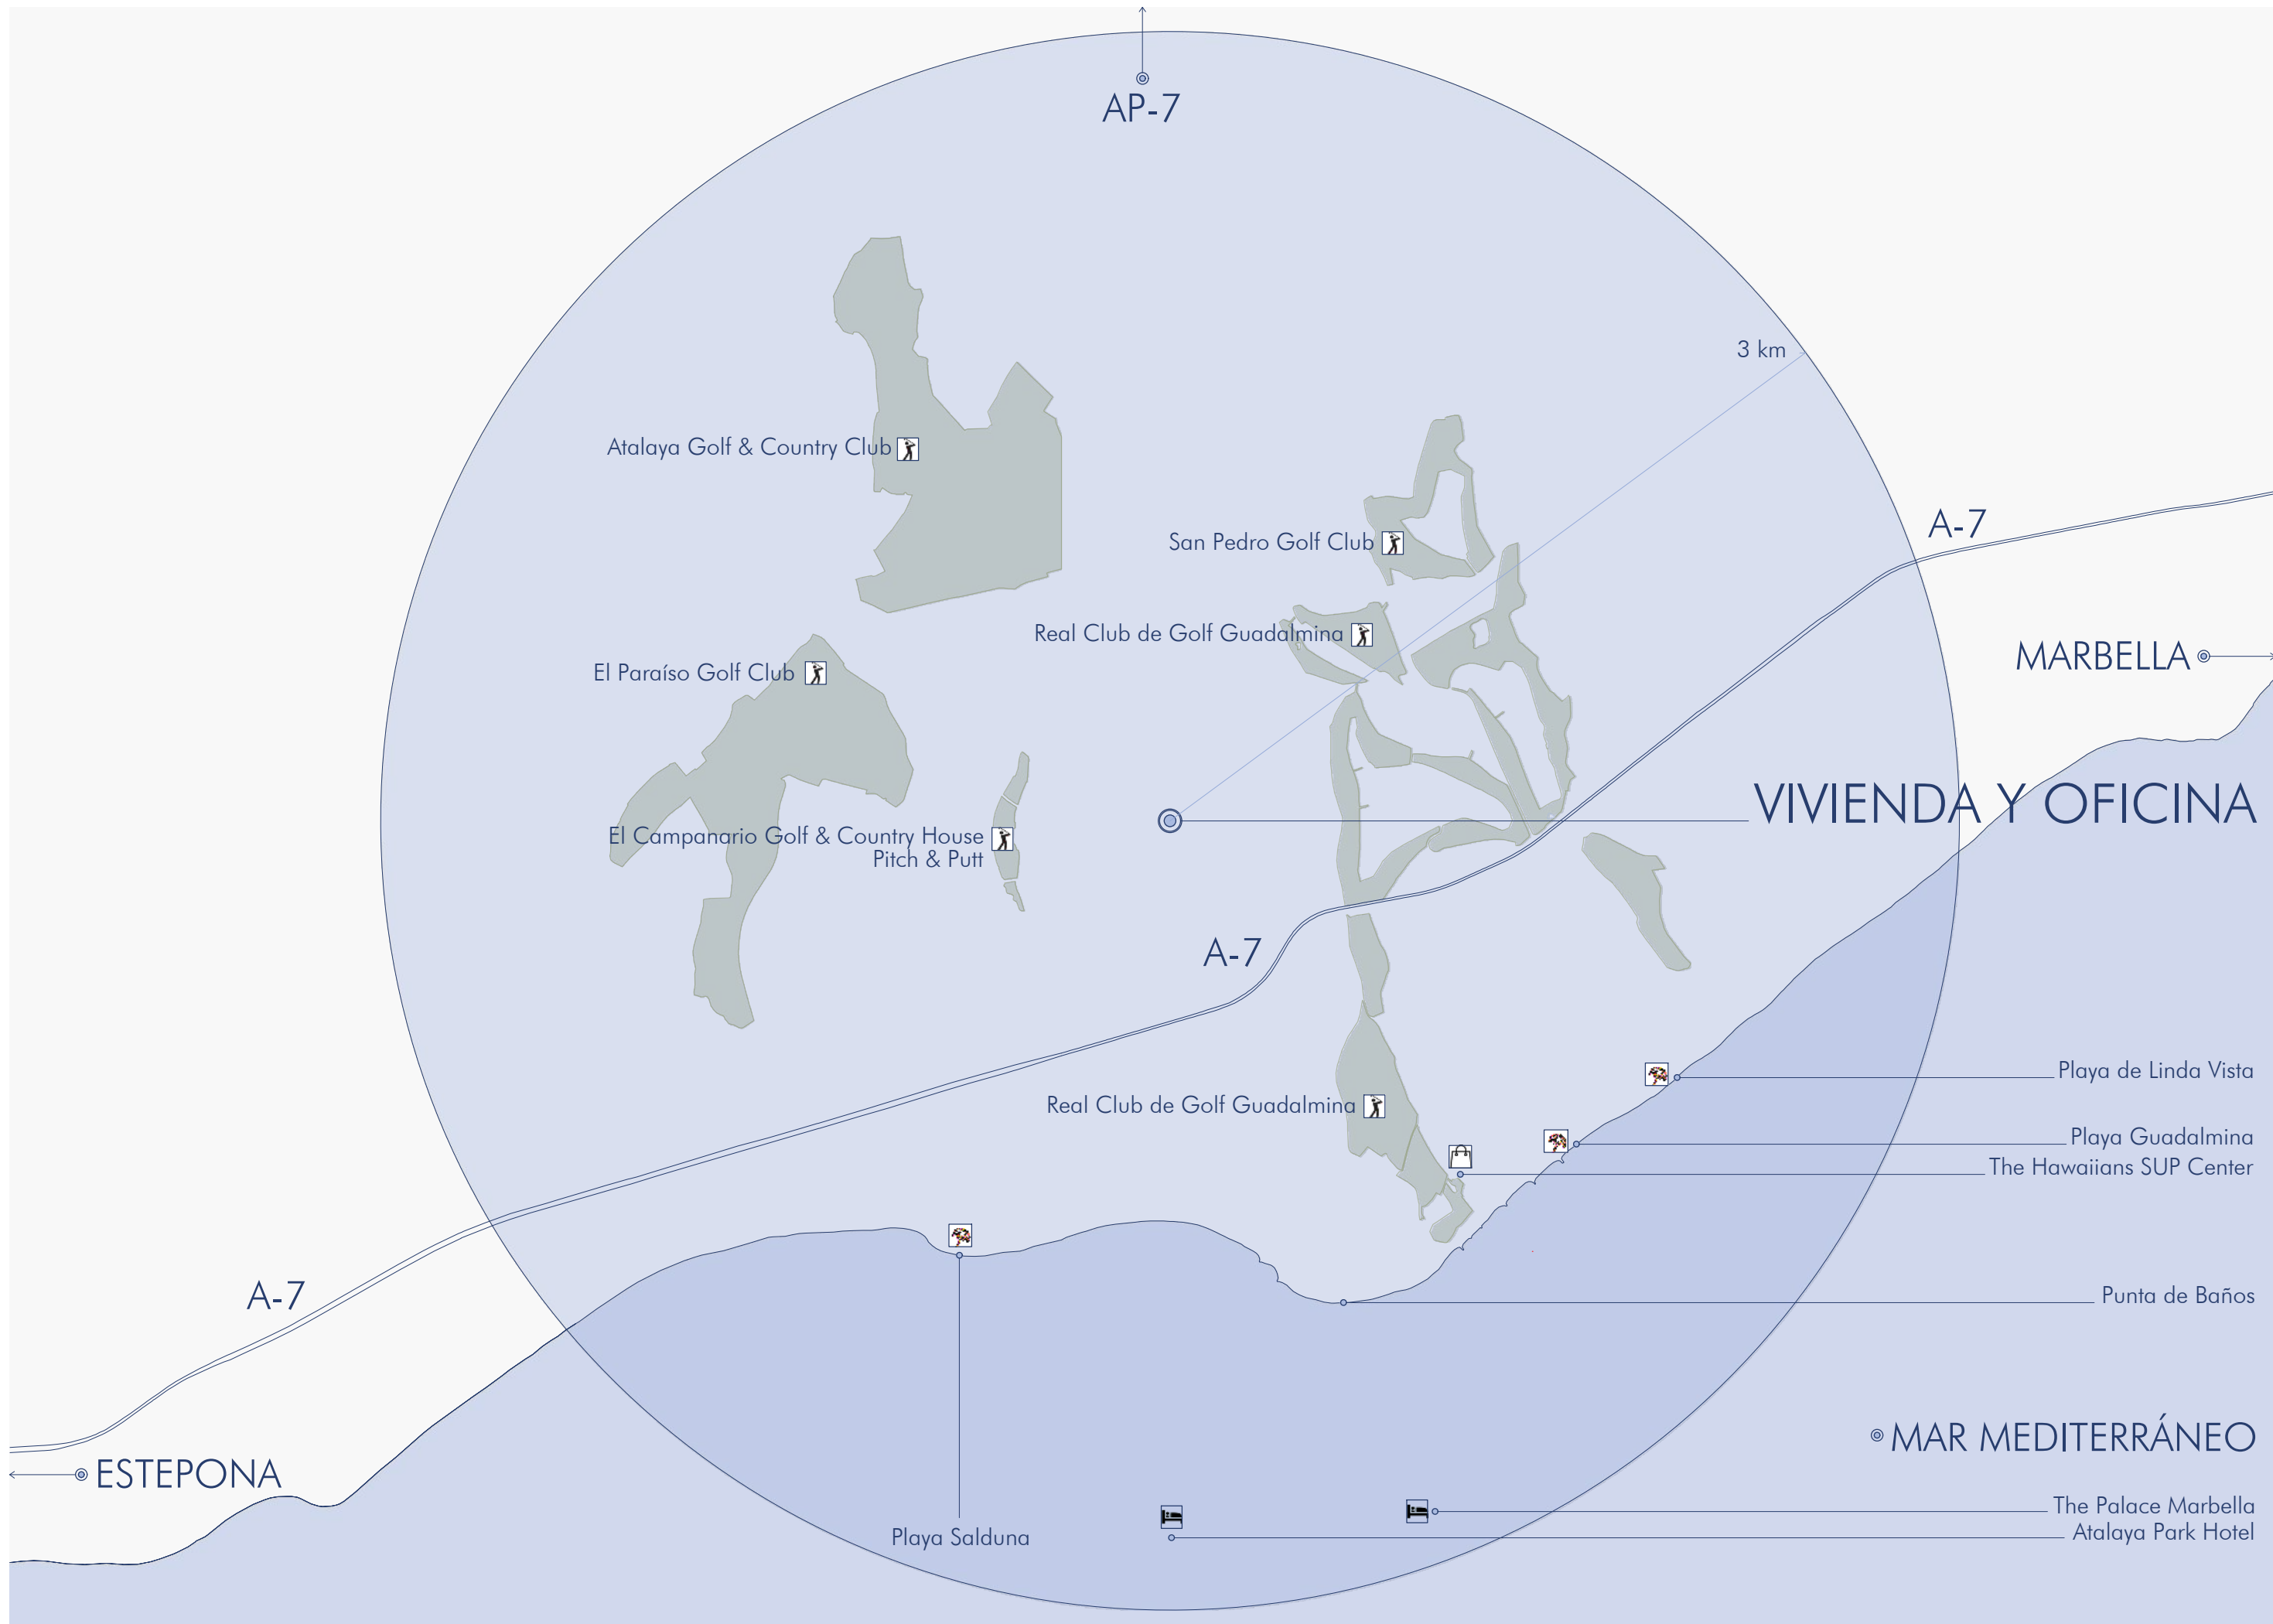 AP-7
3 km
Atalaya Golf & Country Club
A-7
San Pedro Golf Club
Real Club de Golf Guadalmina
MARBELLA
El Paraíso Golf Club
VIVIENDA Y OFICINA
El Campanario Golf & Country House
Pitch & Putt
A-7
Playa de Linda Vista
Real Club de Golf Guadalmina
Playa Guadalmina
The Hawaiians SUP Center
A-7
Punta de Baños
MAR MEDITERRÁNEO
ESTEPONA
The Palace Marbella
Atalaya Park Hotel
Playa Salduna